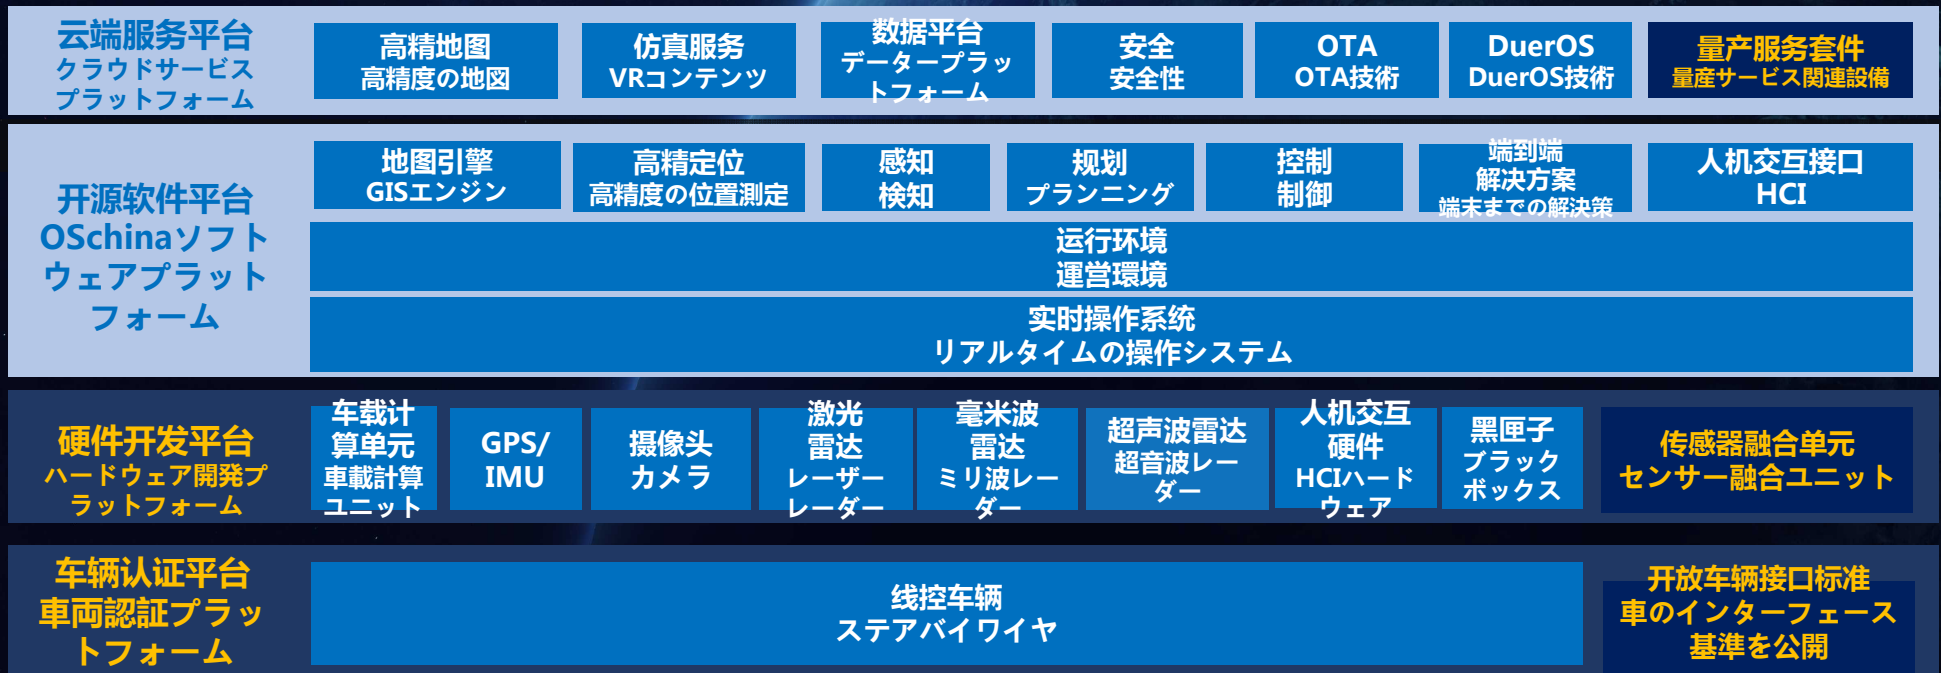 云端服务平台
クラウドサービス
プラットフォーム
高精地图
高精度の地図
仿真服务
VRコンテンツ
数据平台
データープラッ
トフォーム
安全
安全性
OTA
OTA技術
DuerOS
DuerOS技術
量产服务套件
量産サービス関連設備
开源软件平台
OSchinaソフト
ウェアプラット
フォーム
地图引擎
GISエンジン
高精定位
高精度の位置測定
感知
検知
规划
プランニング
控制
制御
端到端
解决方案
端末までの解決策
人机交互接口
HCI
运行环境
運営環境
实时操作系统
リアルタイムの操作システム
硬件开发平台
ハードウェア開発プ
ラットフォーム
车载计
算单元
車載計算
ユニット
GPS/
IMU
摄像头
カメラ
激光
雷达
レーザー
レーダー
毫米波
雷达
ミリ波レー
ダー
超声波雷达
超音波レー
ダー
人机交互
硬件
HCIハード
ウェア
黑匣子
ブラック
ボックス
传感器融合单元
センサー融合ユニット
车辆认证平台
車両認証プラッ
トフォーム
线控车辆
ステアバイワイヤ
开放车辆接口标准
車のインターフェース
基準を公開